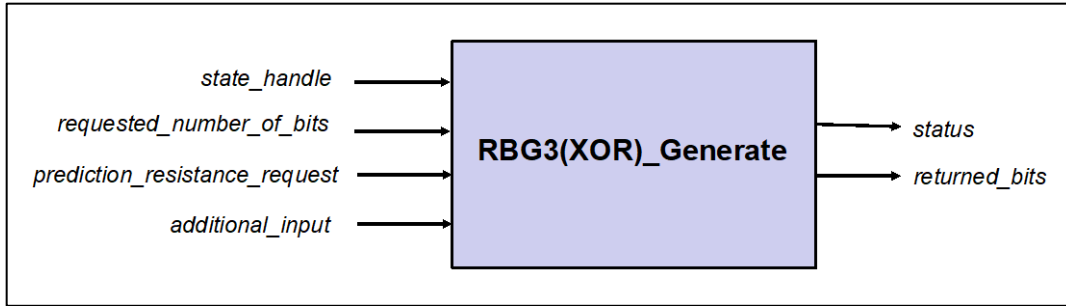 state_handle
requested_number_of_bits
prediction_resistance_request
additional_input
RBG3(XOR)_Generate
status
returned_bits